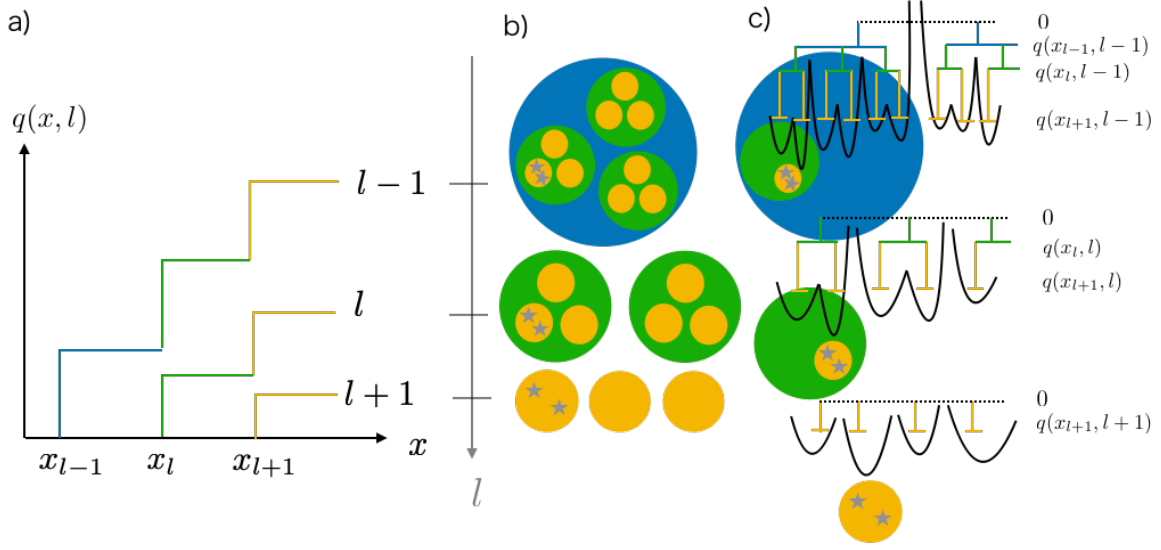 a)
q(x, l)
l − 1
l
l + 1
x_{l−1}
x_l
x_{l+1}
x
l
b)
c)
0
q(x_{l−1}, l − 1)
q(x_l, l − 1)
q(x_{l+1}, l − 1)
0
q(x_l, l)
q(x_{l+1}, l)
0
q(x_{l+1}, l + 1)